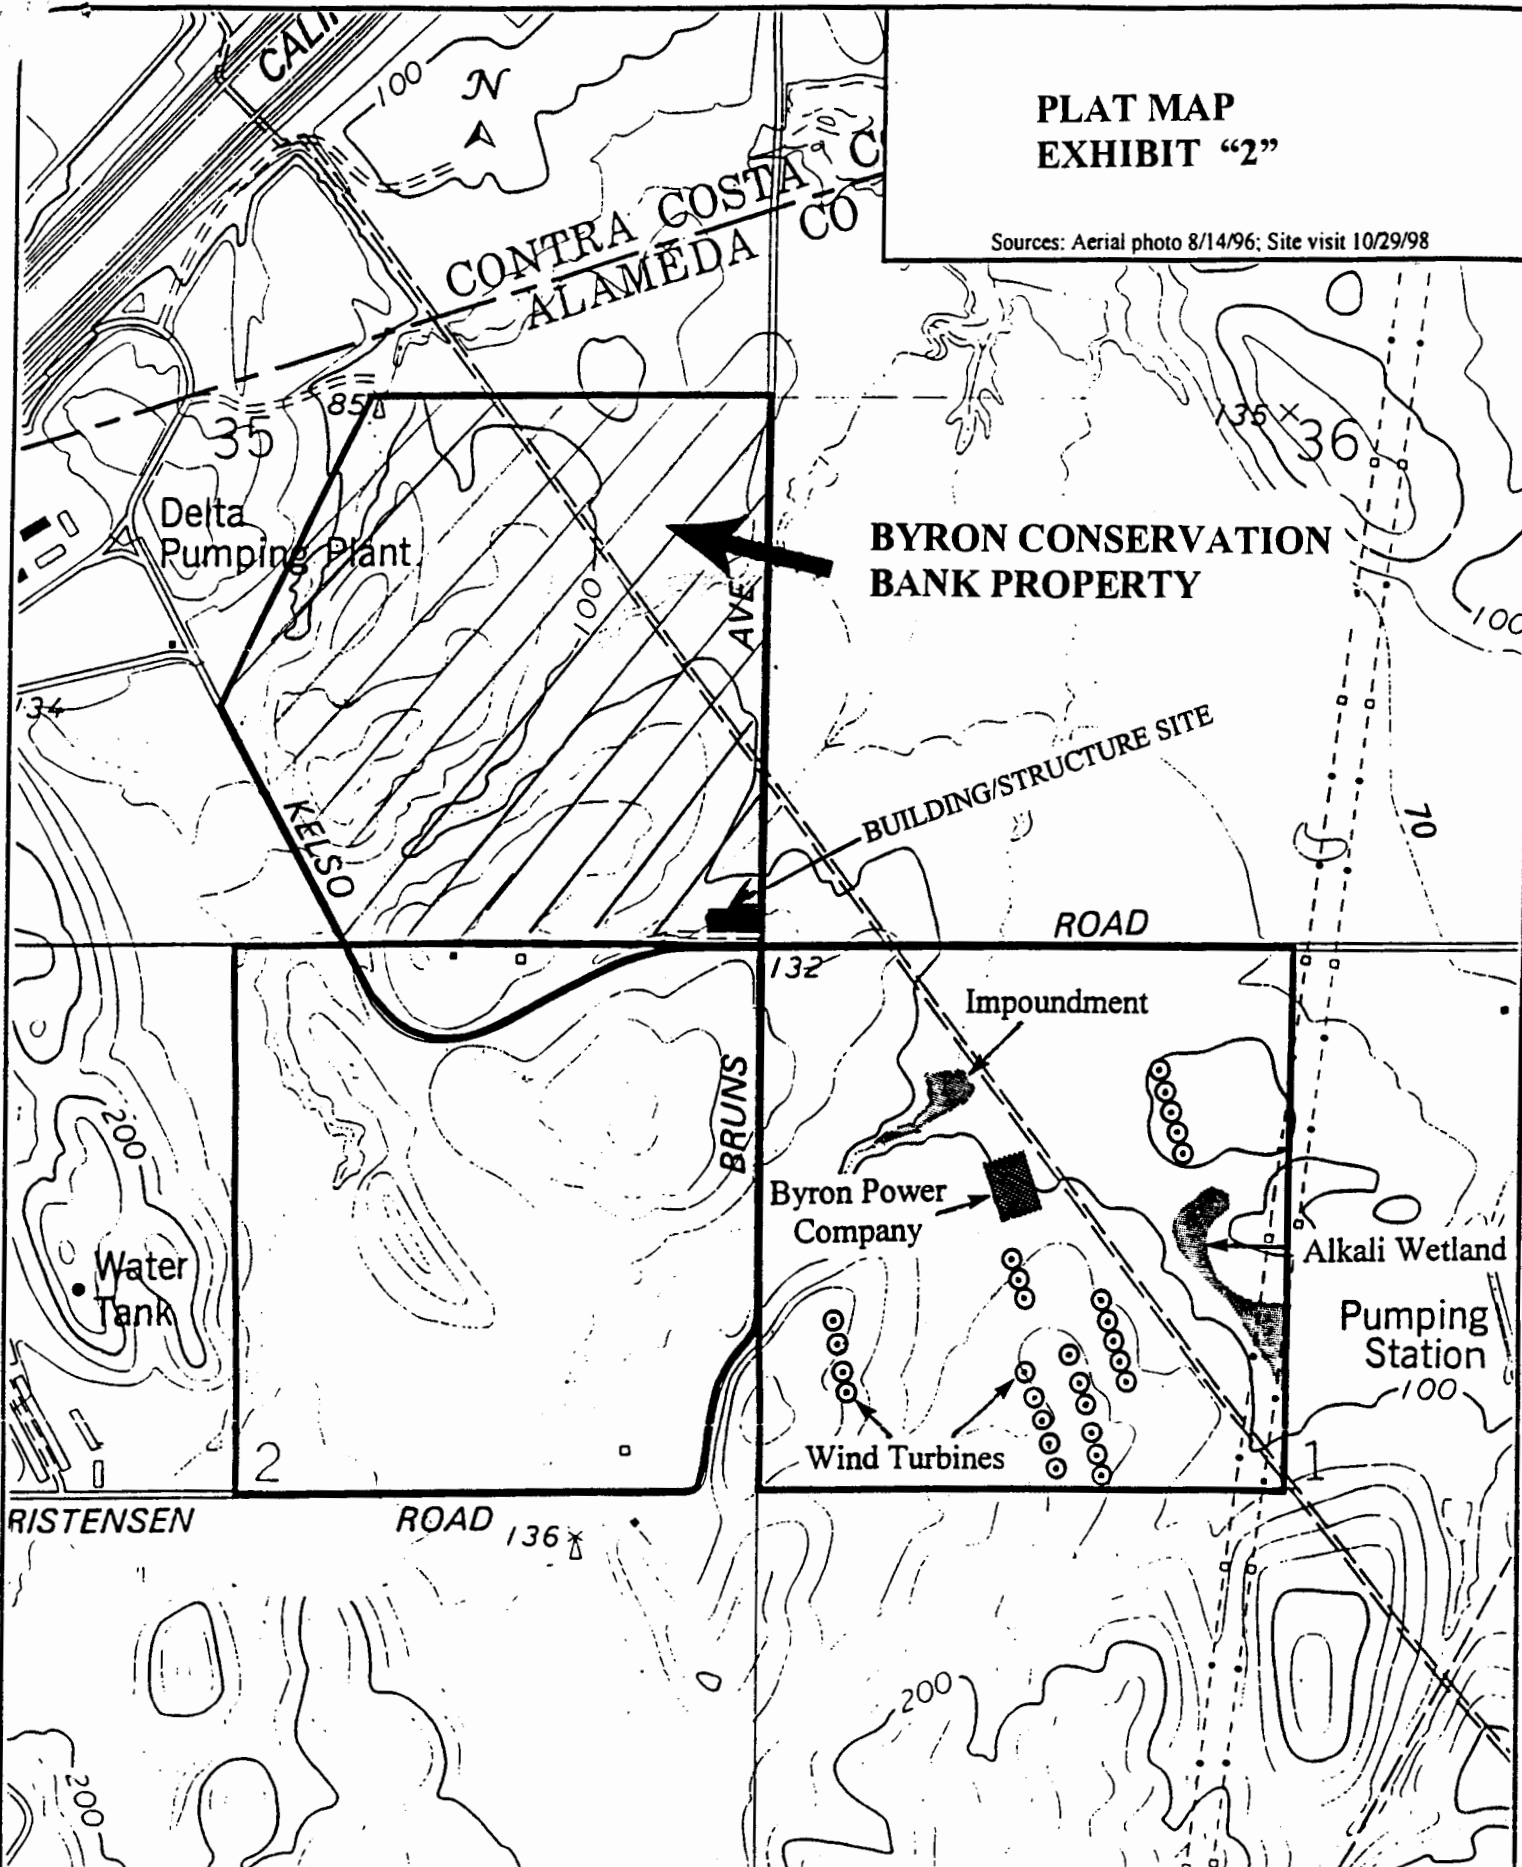 CALIF
100
N
PLAT MAP
EXHIBIT “2”
Sources: Aerial photo 8/14/96; Site visit 10/29/98
CONTRA COSTA C
ALAMEDA CO
85
35
135
36
Delta
Pumping Plant
BYRON CONSERVATION
BANK PROPERTY
100
AVE
100
134
BUILDING/STRUCTURE SITE
70
KELSO
ROAD
132
Impoundment
BRUNS
200
Byron Power
Company
Water
Tank
Alkali Wetland
Pumping
Station
100
Wind Turbines
2
1
RISTENSEN
ROAD
136
200
200